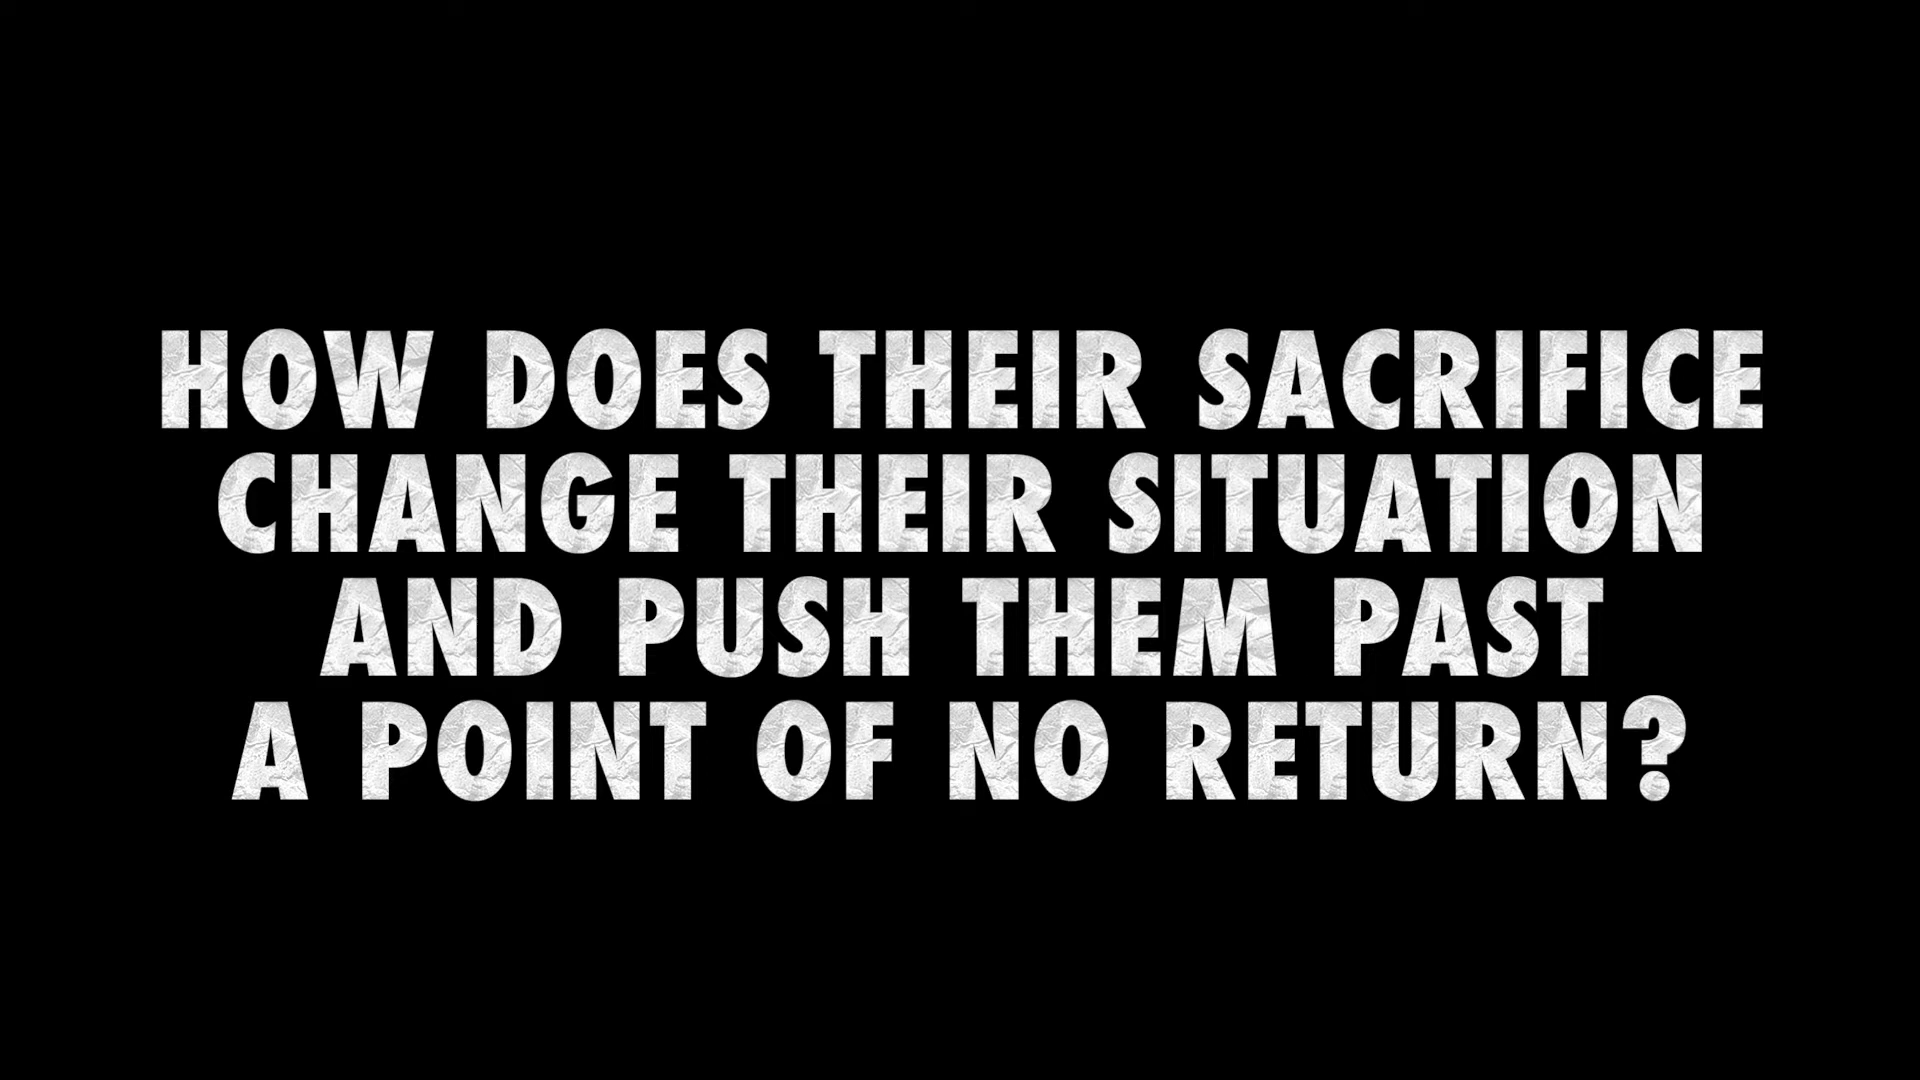 HOW DOES THEIR SACRIFICE
CHANGE THEIR SITUATION
AND PUSH THEM PAST
A POINT OF NO RETURN?